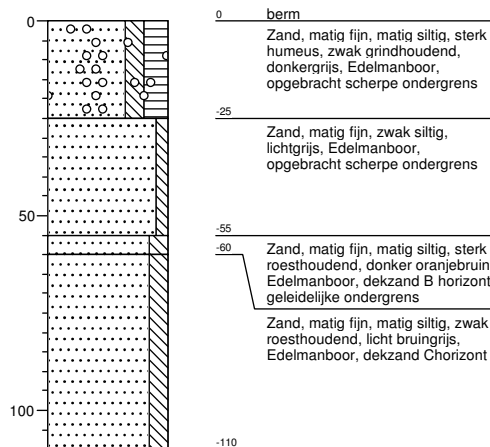 0
berm
Zand, matig fijn, matig siltig, sterk
humeus, zwak grindhoudend,
donkergrijs, Edelmanboor,
opgebracht scherpe ondergrens
-25
Zand, matig fijn, zwak siltig,
lichtgrijs, Edelmanboor,
opgebracht scherpe ondergrens
50
-55
-60
Zand, matig fijn, matig siltig, sterk
roesthoudend, donker oranjebruin
Edelmanboor, dekzand B horizont
geleidelijke ondergrens
Zand, matig fijn, matig siltig, zwak
roesthoudend, licht bruingrijs,
Edelmanboor, dekzand Chorizont
100
-110
0